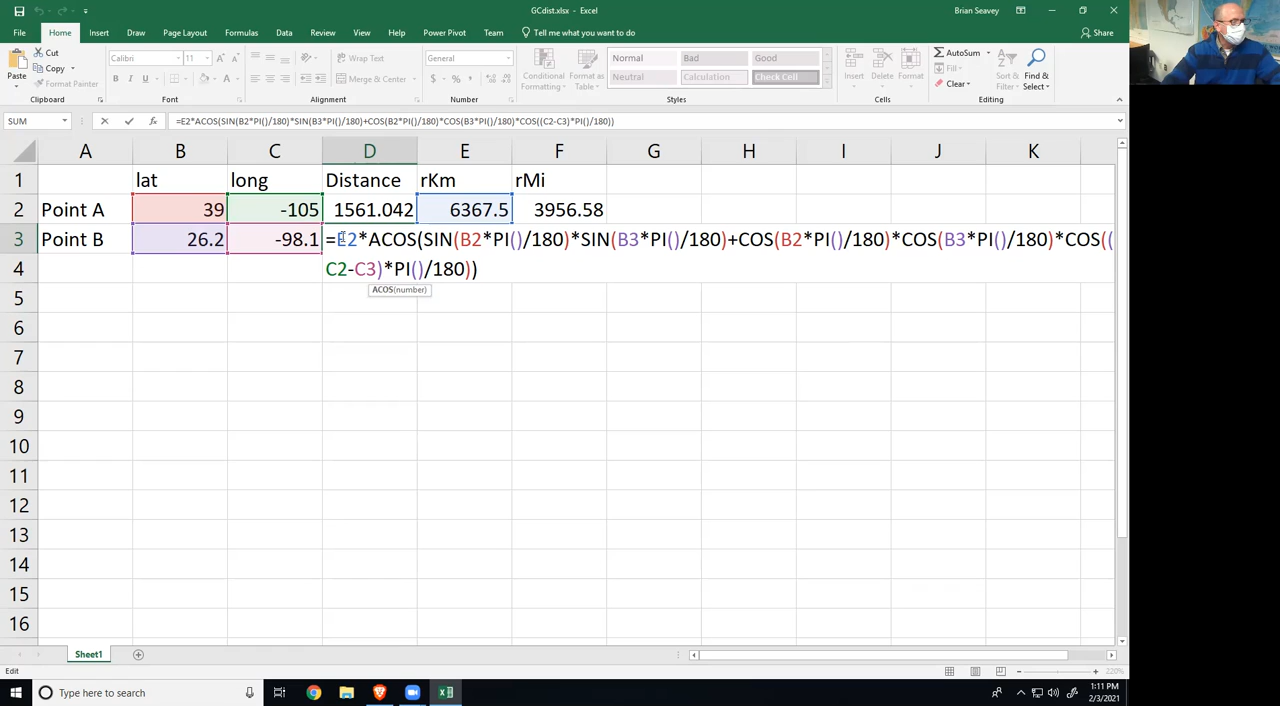 GCdist.xlsx - Excel
Brian Seavey
File Home Insert Draw Page Layout Formulas Data Review View Help Power Pivot Team Tell me what you want to do Share
Paste
Cut
Copy
Format Painter
Calibri 11
B I U
Wrap Text
Merge & Center
General
Conditional Formatting
Format as Table
Normal Bad Good
Neutral Calculation Check Cell
Insert Delete Format
AutoSum
Fill
Clear
Sort & Filter
Find & Select
Clipboard Font Alignment Number Styles Cells Editing
SUM fx =E2*ACOS(SIN(B2*PI()/180)*SIN(B3*PI()/180)+COS(B2*PI()/180)*COS(B3*PI()/180)*COS((C2-C3)*PI()/180))
A B C D E F G H I J K
1 lat long Distance rKm rMi
2 Point A 39 -105 1561.042 6367.5 3956.58
3 Point B 26.2 -98.1 =E2*ACOS(SIN(B2*PI()/180)*SIN(B3*PI()/180)+COS(B2*PI()/180)*COS(B3*PI()/180)*COS((
4 C2-C3)*PI()/180))
ACOS(number)
5
6
7
8
9
10
11
12
13
14
15
16
Sheet1
Edit
220%
Type here to search
1:11 PM
2/3/2021